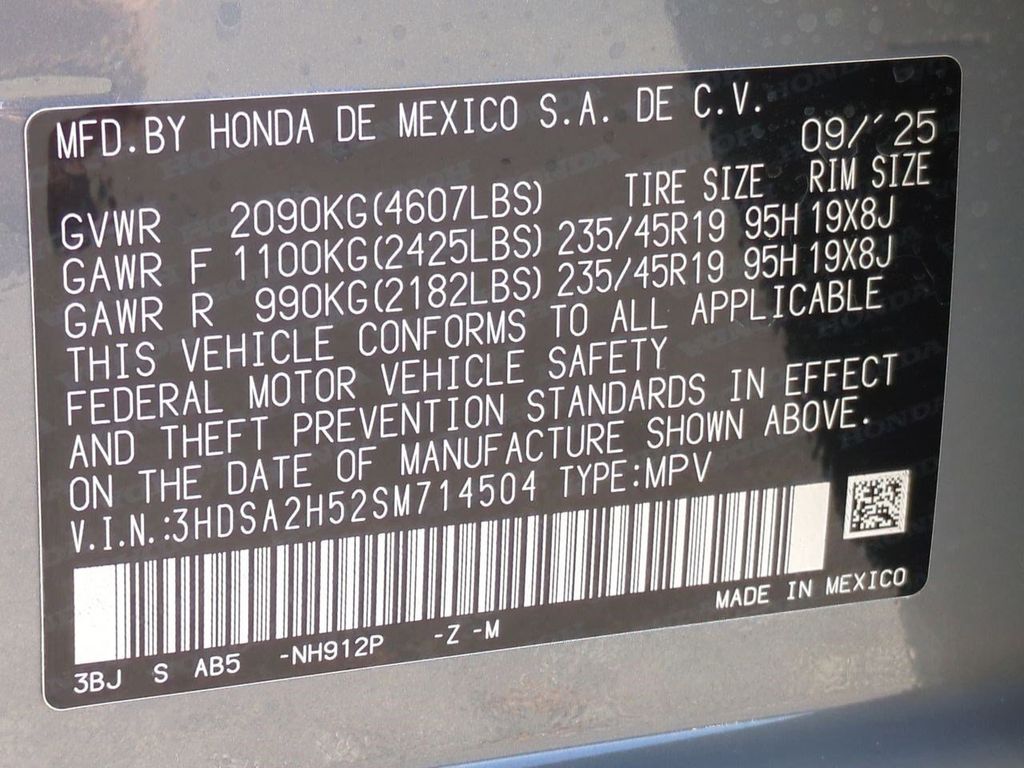 MFD.BY HONDA DE MEXICO S.A. DE C.V.
09/´25
TIRE SIZE RIM SIZE
GVWR 2090KG(4607LBS)
GAWR F 1100KG(2425LBS) 235/45R19 95H 19X8J
GAWR R 990KG(2182LBS) 235/45R19 95H 19X8J
THIS VEHICLE CONFORMS TO ALL APPLICABLE
FEDERAL MOTOR VEHICLE SAFETY
AND THEFT PREVENTION STANDARDS IN EFFECT
ON THE DATE OF MANUFACTURE SHOWN ABOVE.
V.I.N.:3HDSA2H52SM714504 TYPE:MPV
MADE IN MEXICO
3BJ S AB5 -NH912P -Z -M